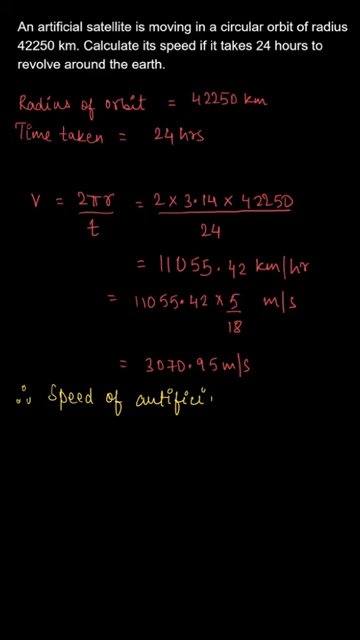 An artificial satellite is moving in a circular orbit of radius
42250 km. Calculate its speed if it takes 24 hours to
revolve around the earth.
Radius of orbit = 42250 km
Time taken = 24 hrs
V = 2πr / t = 2 × 3.14 × 42250 / 24
= 11055.42 km/hr
= 11055.42 × 5/18 m/s
= 3070.95 m/s
∴ Speed of artifici